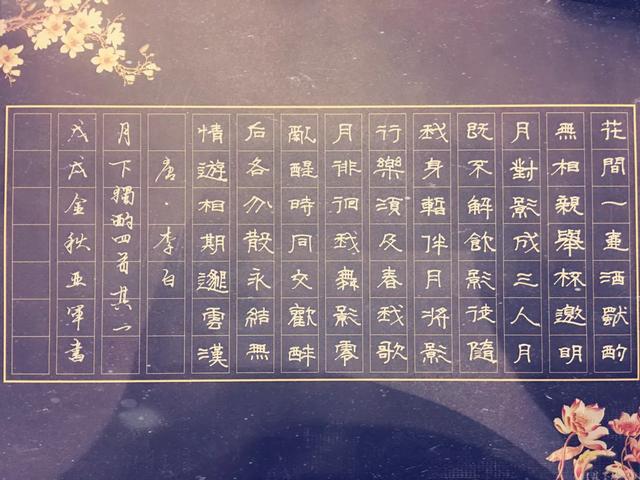 花間一壺酒獨酌
無相親舉杯邀明
月對影成三人月
既不解飲影徒隨
我身暫伴月將影
行樂須及春我歌
月徘徊我舞影零
亂醒時同交歡醉
后各分散永結無
情遊相期邈雲漢
唐·李白
月下獨酌四首其一
戊戌金秋亚軍書